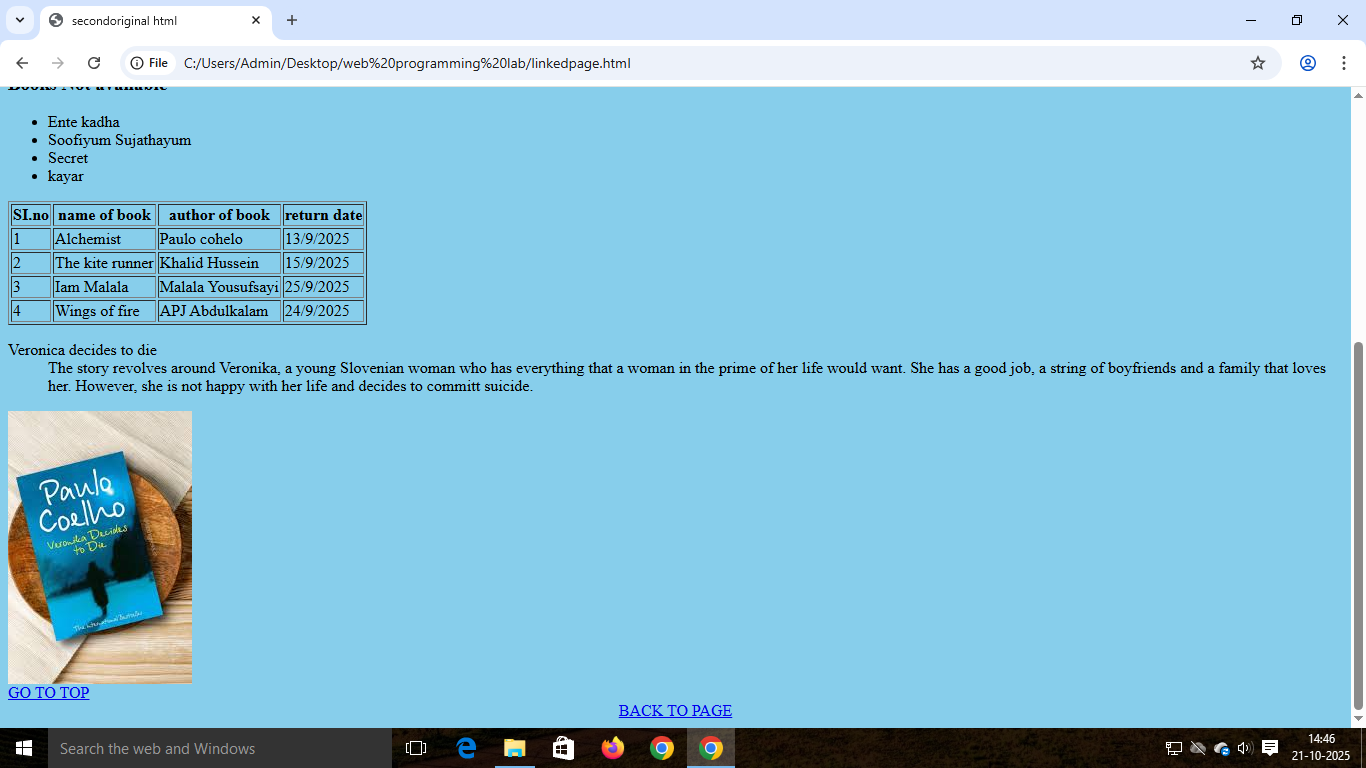 secondoriginal html
File C:/Users/Admin/Desktop/web%20programming%20lab/linkedpage.html
Books Not available
Ente kadha
Soofiyum Sujathayum
Secret
kayar
SI.no name of book author of book return date
1 Alchemist Paulo cohelo 13/9/2025
2 The kite runner Khalid Hussein 15/9/2025
3 Iam Malala Malala Yousufsayi 25/9/2025
4 Wings of fire APJ Abdulkalam 24/9/2025
Veronica decides to die
The story revolves around Veronika, a young Slovenian woman who has everything that a woman in the prime of her life would want. She has a good job, a string of boyfriends and a family that loves
her. However, she is not happy with her life and decides to committ suicide.
Paulo
Coelho
Veronika Decides
to Die
The International Bestseller
GO TO TOP
BACK TO PAGE
Search the web and Windows
14:46
21-10-2025